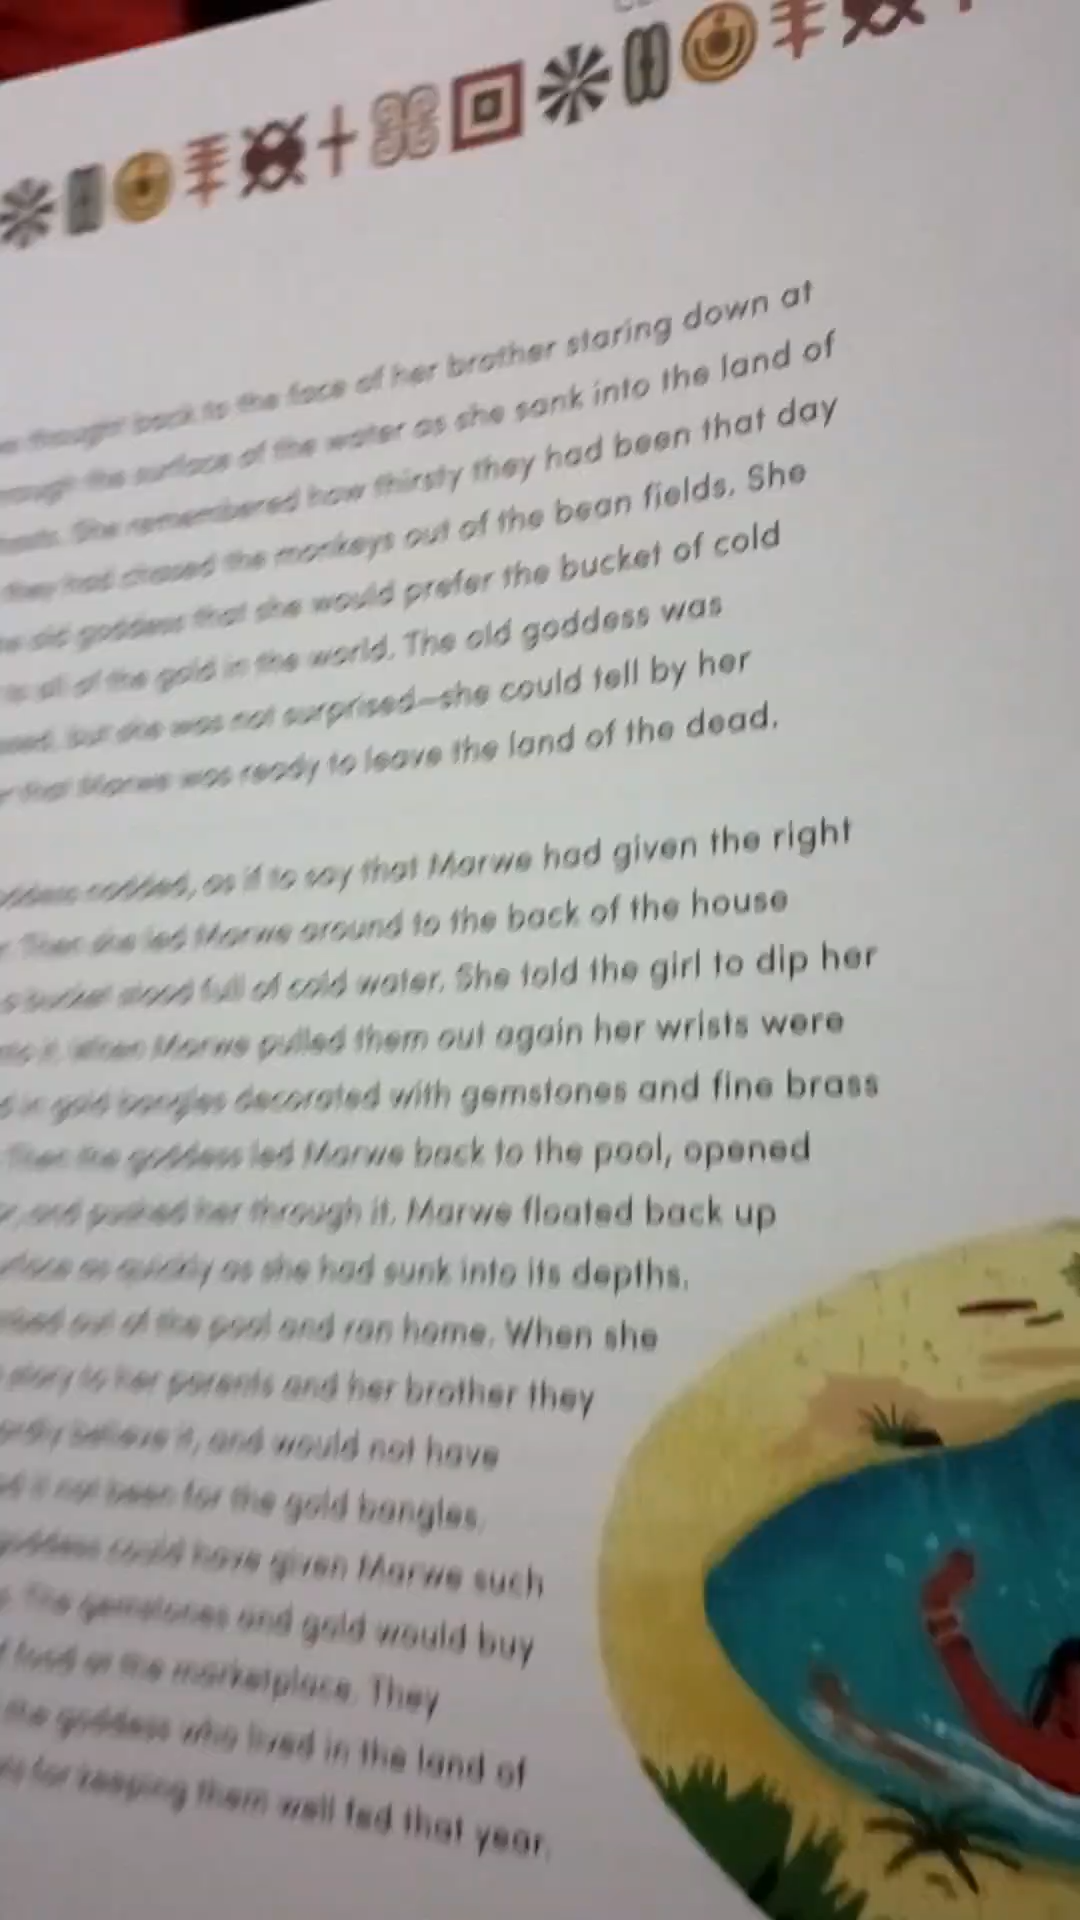 thought back to the face of her brother staring down at
the surface of the water as she sank into the land of
She remembered how thirsty they had been that day
they had chased the monkeys out of the bean fields. She
old goddess that she would prefer the bucket of cold
to all of the gold in the world. The old goddess was
but she was not surprised—she could tell by her
that Marwe was ready to leave the land of the dead.
nodded, as if to say that Marwe had given the right
Then she led Marwe around to the back of the house
a bucket stood full of cold water. She told the girl to dip her
When Marwe pulled them out again her wrists were
in gold bangles decorated with gemstones and fine brass
Then the goddess led Marwe back to the pool, opened
and pushed her through it. Marwe floated back up
as quickly as she had sunk into its depths.
out of the pool and ran home. When she
story to her parents and her brother they
believe it, and would not have
it not been for the gold bangles.
goddess could have given Marwe such
The gemstones and gold would buy
food at the marketplace. They
the goddess who lived in the land of
for keeping them well fed that year.